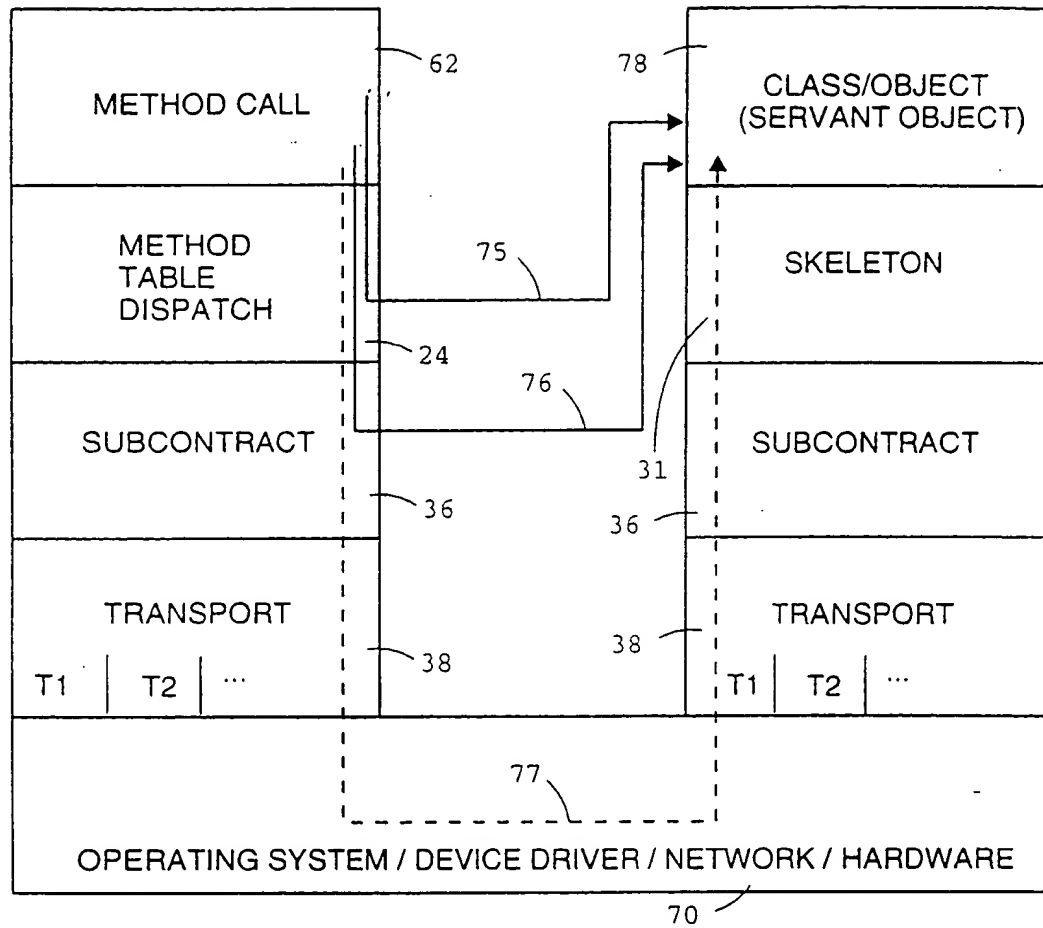 62
METHOD CALL
78
CLASS/OBJECT
(SERVANT OBJECT)
METHOD
TABLE
DISPATCH
75
24
SKELETON
76
31
SUBCONTRACT
36
SUBCONTRACT
36
TRANSPORT
38
T1 T2 ...
TRANSPORT
38
T1 T2 ...
77
OPERATING SYSTEM / DEVICE DRIVER / NETWORK / HARDWARE
70